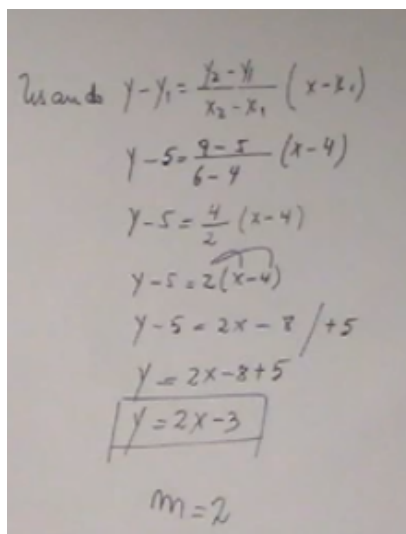 Usando y-y₁ = y₂-y₁/x₂-x₁ (x-x₁)
y-5 = 9-5/6-4 (x-4)
y-5 = 4/2 (x-4)
y-5 = 2(x-4)
y-5 = 2x-8 /+5
y = 2x-8+5
y = 2x-3
m = 2